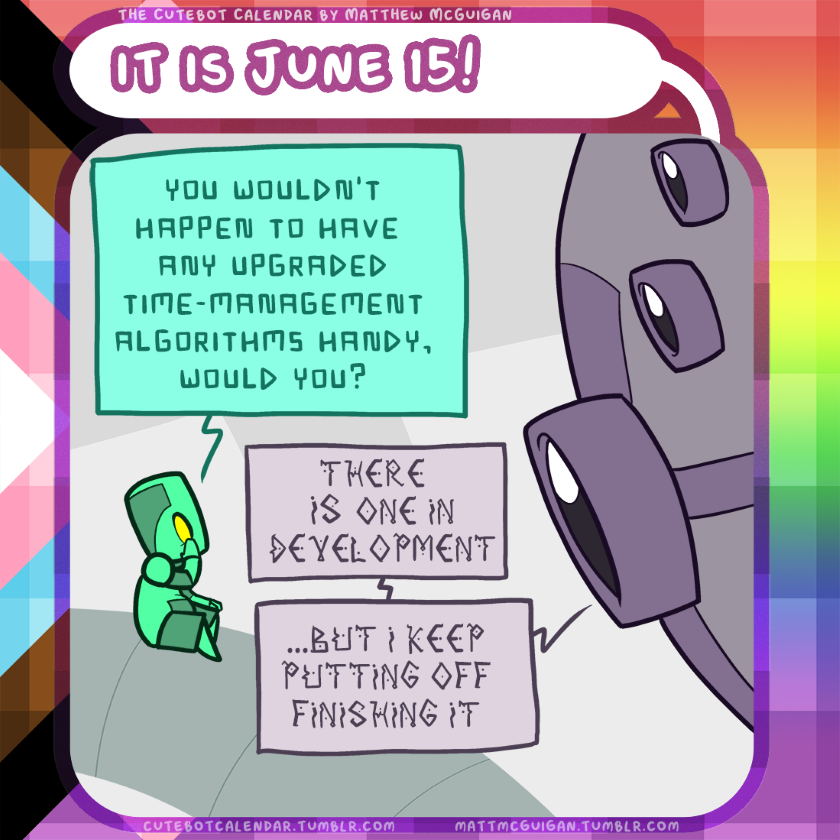 THE CUTEBOT CALENDAR BY MATTHEW MCGUIGAN
IT IS JUNE 15!
YOU WOULDN'T
HAPPEN TO HAVE
ANY UPGRADED
TIME-MANAGEMENT
ALGORITHMS HANDY,
WOULD YOU?
THERE
IS ONE IN
DEVELOPMENT
...BUT I KEEP
PUTTING OFF
FINISHING IT
CUTEBOTCALENDAR.TUMBLR.COM
MATTMCGUIGAN.TUMBLR.COM